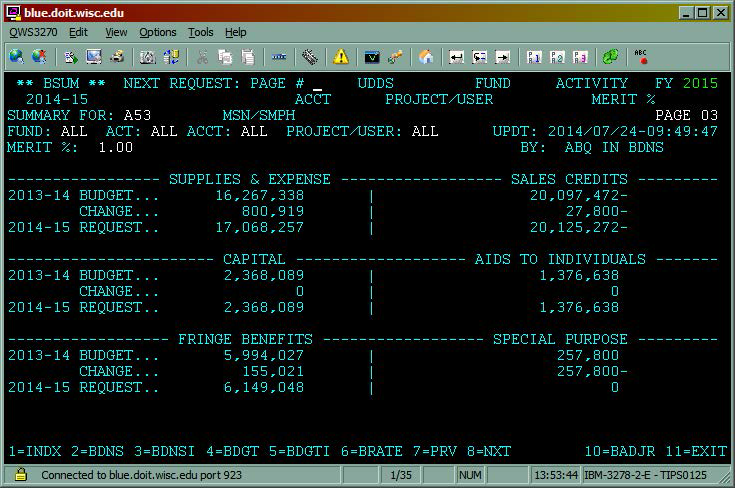 blue.doit.wisc.edu
QWS3270 Edit View Options Tools Help
PA1 PA2 PA3 ABC
** BSUM ** NEXT REQUEST: PAGE # _ UDDS FUND ACTIVITY FY 2015
2014-15 ACCT PROJECT/USER MERIT %
SUMMARY FOR: A53 MSN/SMPH PAGE 03
FUND: ALL ACT: ALL ACCT: ALL PROJECT/USER: ALL UPDT: 2014/07/24-09:49:47
MERIT %: 1.00 BY: ABQ IN BDNS
----------------- SUPPLIES & EXPENSE ----------------- SALES CREDITS ---------
2013-14 BUDGET... 16,267,338 | 20,097,472-
CHANGE... 800,919 | 27,800-
2014-15 REQUEST.. 17,068,257 | 20,125,272-
----------------------- CAPITAL ------------------ AIDS TO INDIVIDUALS -------
2013-14 BUDGET... 2,368,089 | 1,376,638
CHANGE... 0 | 0
2014-15 REQUEST.. 2,368,089 | 1,376,638
------------------ FRINGE BENEFITS ----------------- SPECIAL PURPOSE ---------
2013-14 BUDGET... 5,994,027 | 257,800
CHANGE... 155,021 | 257,800-
2014-15 REQUEST.. 6,149,048 | 0
1=INDX 2=BDNS 3=BDNSI 4=BDGT 5=BDGTI 6=BRATE 7=PRV 8=NXT 10=BADJR 11=EXIT
Connected to blue.doit.wisc.edu port 923 1/35 NUM 13:53:44 IBM-3278-2-E - TIPS0125